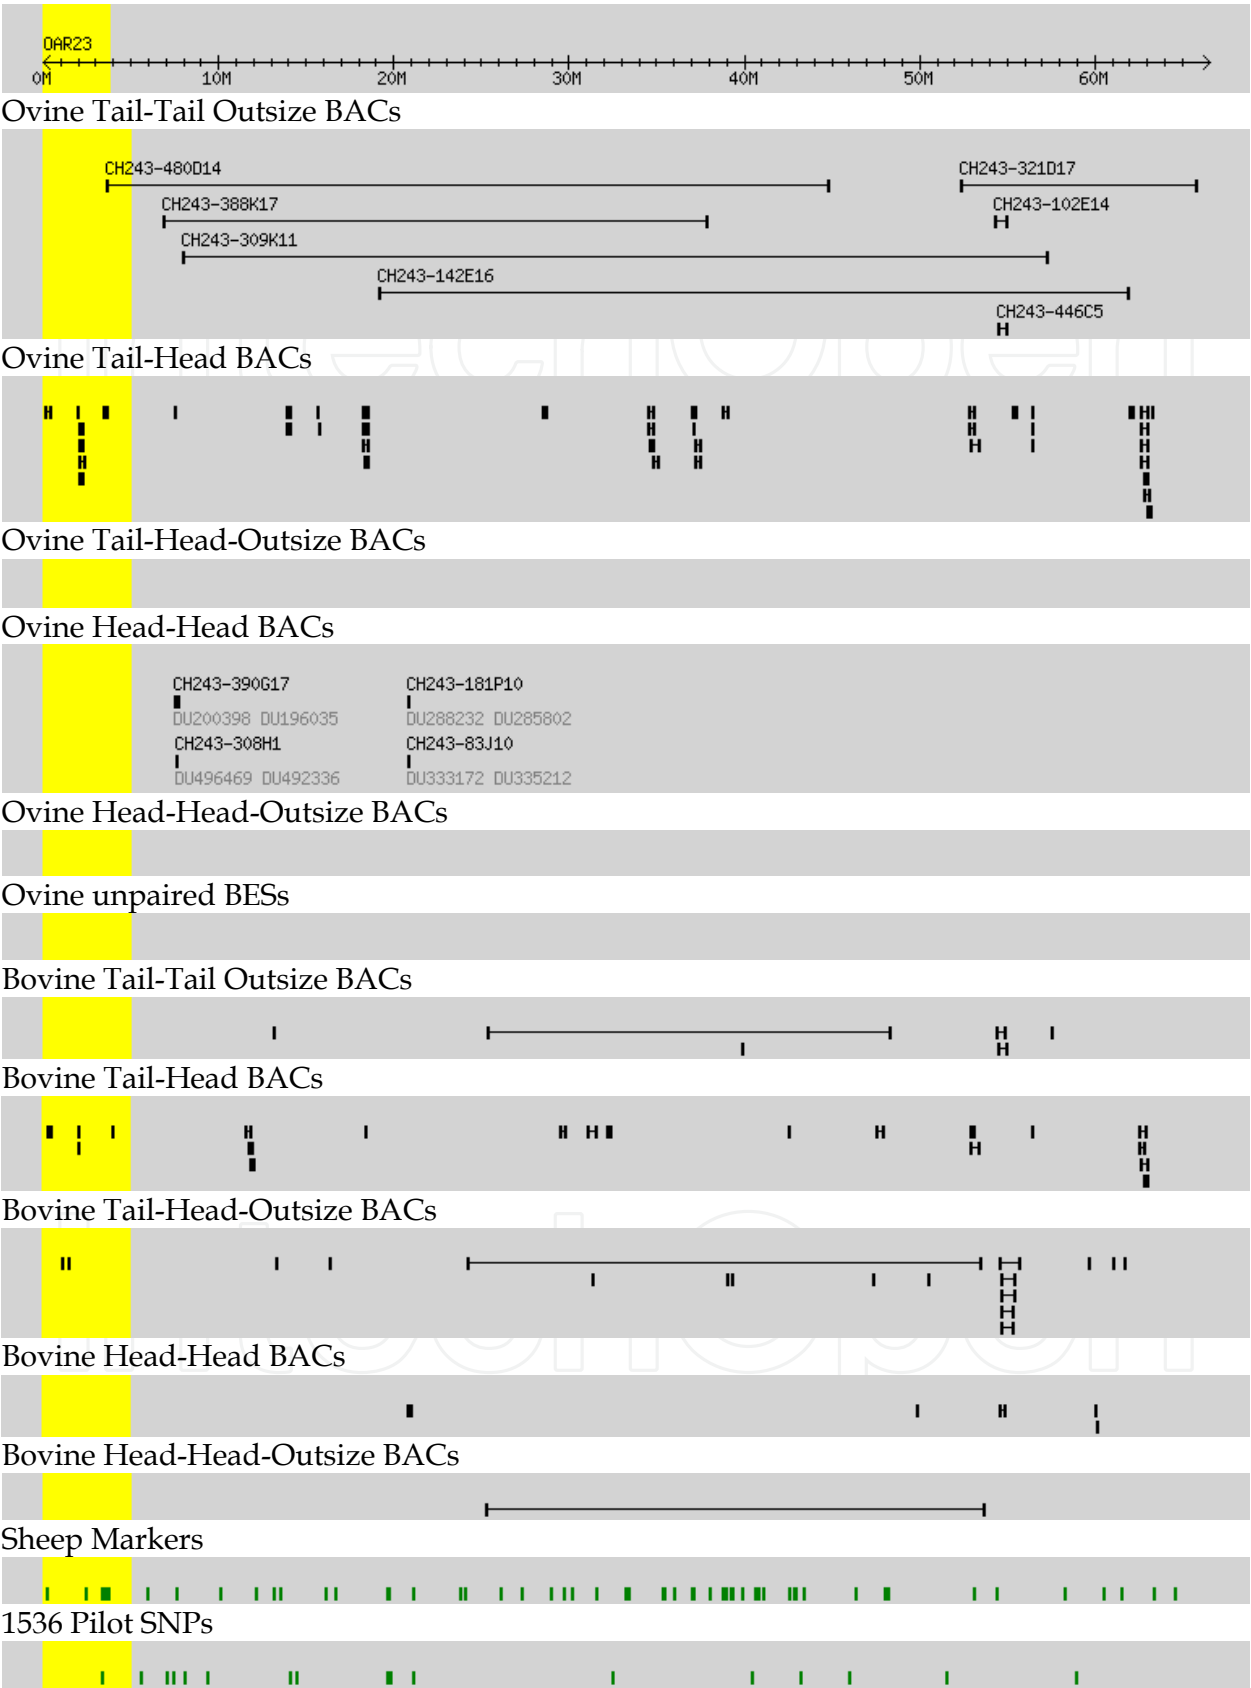 OAR23
0M 10M 20M 30M 40M 50M 60M
Ovine Tail-Tail Outsize BACs
CH243-480D14 CH243-321D17
CH243-388K17 CH243-102E14
CH243-309K11
CH243-142E16
CH243-446C5
Ovine Tail-Head BACs
Ovine Tail-Head-Outsize BACs
Ovine Head-Head BACs
CH243-390G17 CH243-181P10
DU200398 DU196035 DU288232 DU285802
CH243-308H1 CH243-83J10
DU496469 DU492336 DU333172 DU335212
Ovine Head-Head-Outsize BACs
Ovine unpaired BESs
Bovine Tail-Tail Outsize BACs
Bovine Tail-Head BACs
Bovine Tail-Head-Outsize BACs
Bovine Head-Head BACs
Bovine Head-Head-Outsize BACs
Sheep Markers
1536 Pilot SNPs